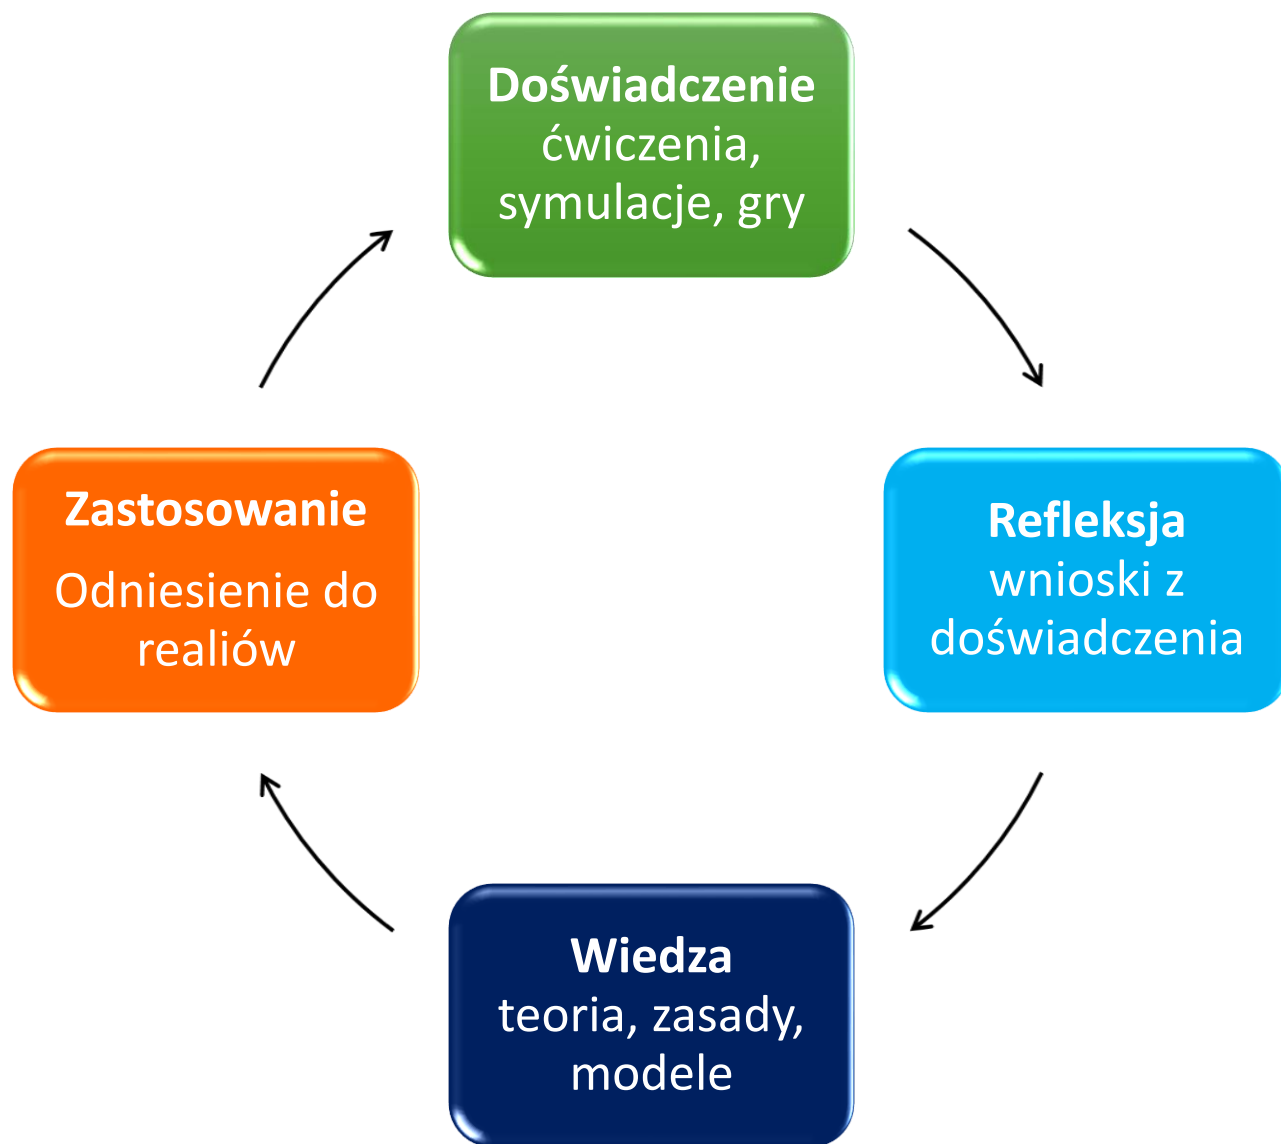 Doświadczenie
ćwiczenia,
symulacje, gry
Zastosowanie
Odniesienie do
realiów
Refleksja
wnioski z
doświadczenia
Wiedza
teoria, zasady,
modele